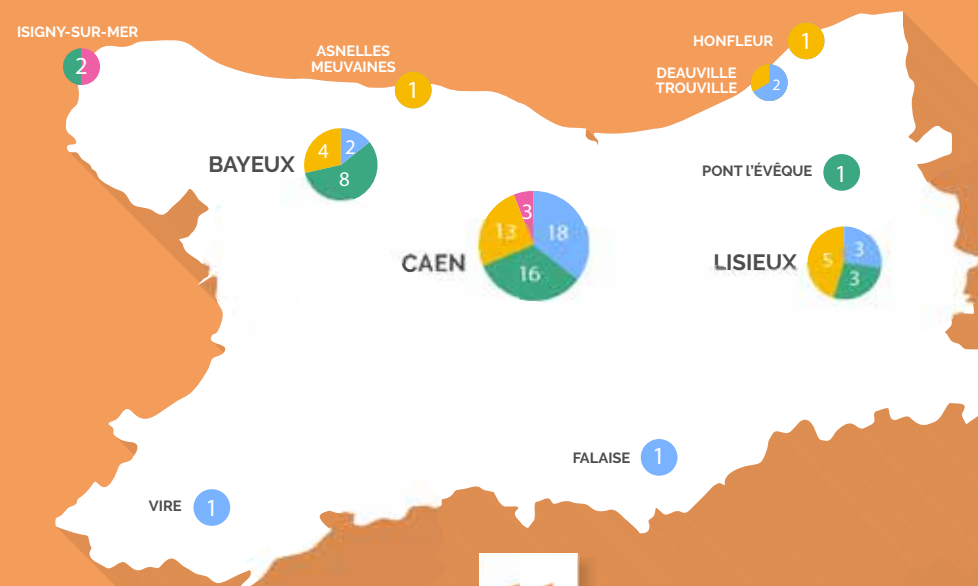 ISIGNY-SUR-MER
2
ASNELLES
MEUVAINES
1
HONFLEUR
1
DEAUVILLE
TROUVILLE
2
BAYEUX
4
2
8
PONT L'ÉVÊQUE
1
CAEN
3
13
18
16
LISIEUX
5
3
3
FALAISE
1
VIRE
1